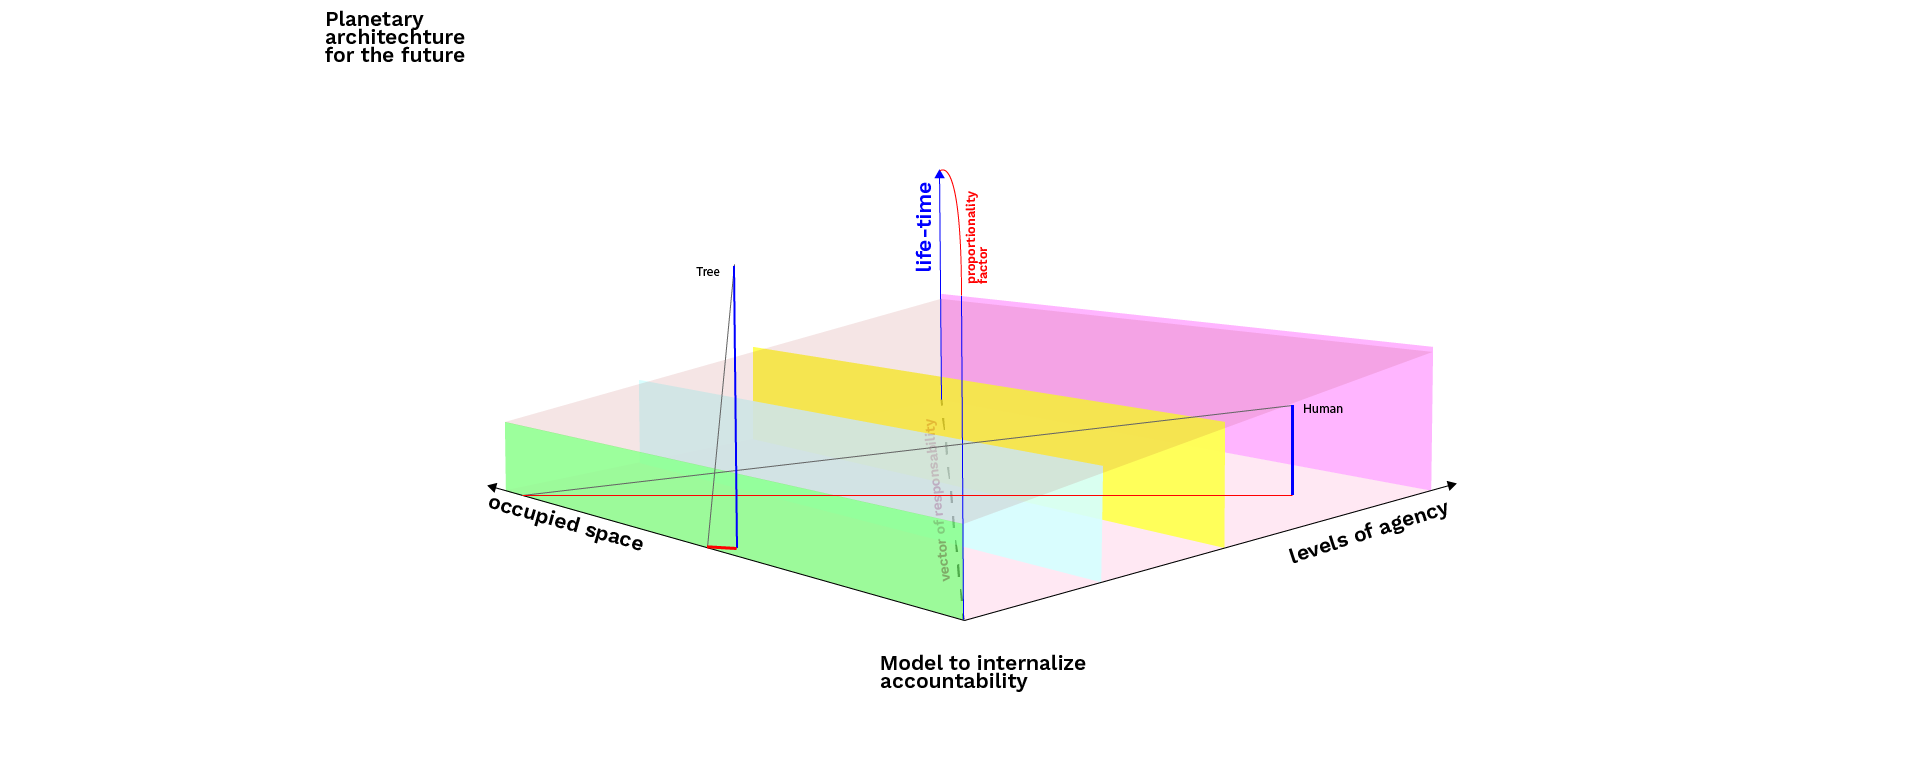 Planetary
architechture
for the future
life-time
proportionality
factor
Tree
Human
vector of responsability
occupied space
levels of agency
Model to internalize
accountability